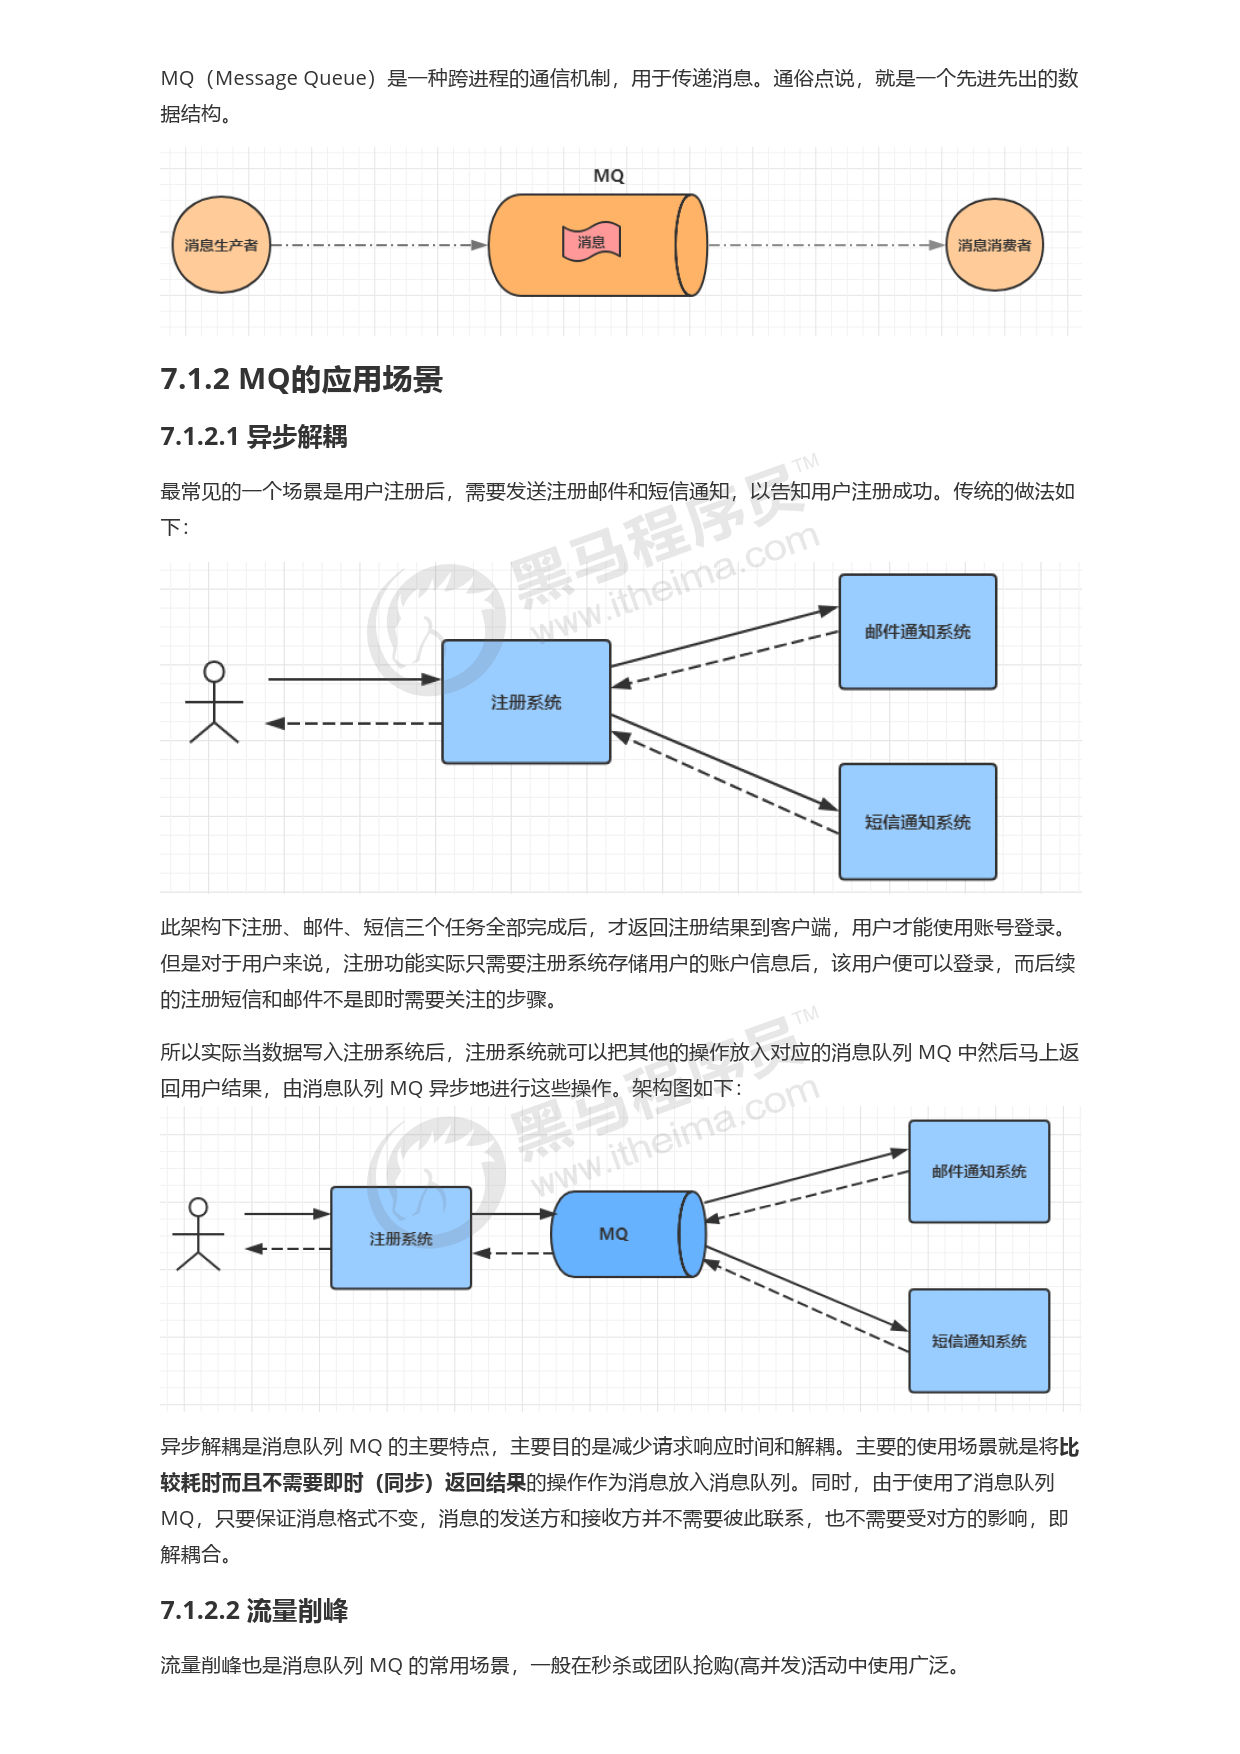 MQ（Message Queue）是一种跨进程的通信机制，用于传递消息。通俗点说，就是一个先进先出的数
据结构。
MQ
消息生产者
消息
消息消费者
7.1.2 MQ的应用场景
7.1.2.1 异步解耦
最常见的一个场景是用户注册后，需要发送注册邮件和短信通知，以告知用户注册成功。传统的做法如
下：
黑马程序员™
www.itheima.com
邮件通知系统
注册系统
短信通知系统
此架构下注册、邮件、短信三个任务全部完成后，才返回注册结果到客户端，用户才能使用账号登录。
但是对于用户来说，注册功能实际只需要注册系统存储用户的账户信息后，该用户便可以登录，而后续
的注册短信和邮件不是即时需要关注的步骤。
所以实际当数据写入注册系统后，注册系统就可以把其他的操作放入对应的消息队列 MQ 中然后马上返
回用户结果，由消息队列 MQ 异步地进行这些操作。架构图如下：
黑马程序员™
www.itheima.com
邮件通知系统
注册系统
MQ
短信通知系统
异步解耦是消息队列 MQ 的主要特点，主要目的是减少请求响应时间和解耦。主要的使用场景就是将比
较耗时而且不需要即时（同步）返回结果的操作作为消息放入消息队列。同时，由于使用了消息队列
MQ，只要保证消息格式不变，消息的发送方和接收方并不需要彼此联系，也不需要受对方的影响，即
解耦合。
7.1.2.2 流量削峰
流量削峰也是消息队列 MQ 的常用场景，一般在秒杀或团队抢购(高并发)活动中使用广泛。